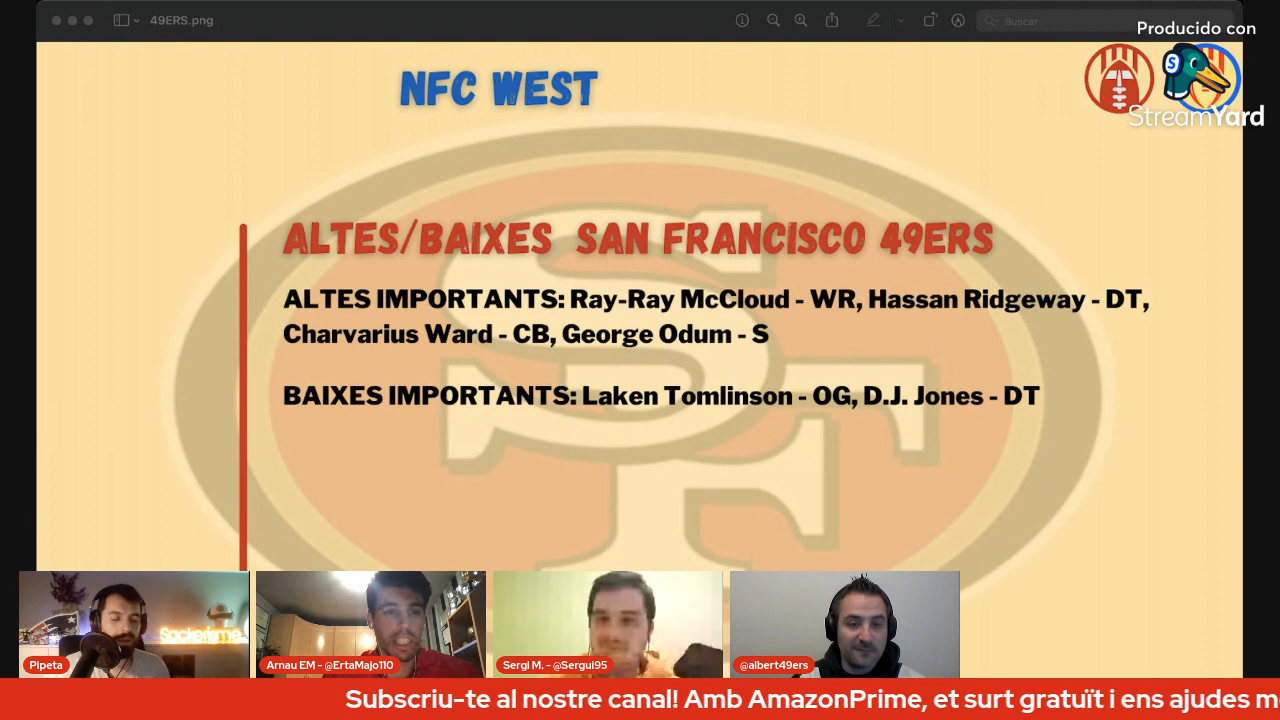 49ERS.png
Buscar
Producido con
StreamYard
NFC WEST
ALTES/BAIXES SAN FRANCISCO 49ERS
ALTES IMPORTANTS: Ray-Ray McCloud - WR, Hassan Ridgeway - DT,
Charvarius Ward - CB, George Odum - S
BAIXES IMPORTANTS: Laken Tomlinson - OG, D.J. Jones - DT
SF
S
Pipeta
Arnau EM - @ErtaMajo110
Sergi M. - @Sergui95
@albert49ers
Subscriu-te al nostre canal! Amb AmazonPrime, et surt gratuït i ens ajudes m